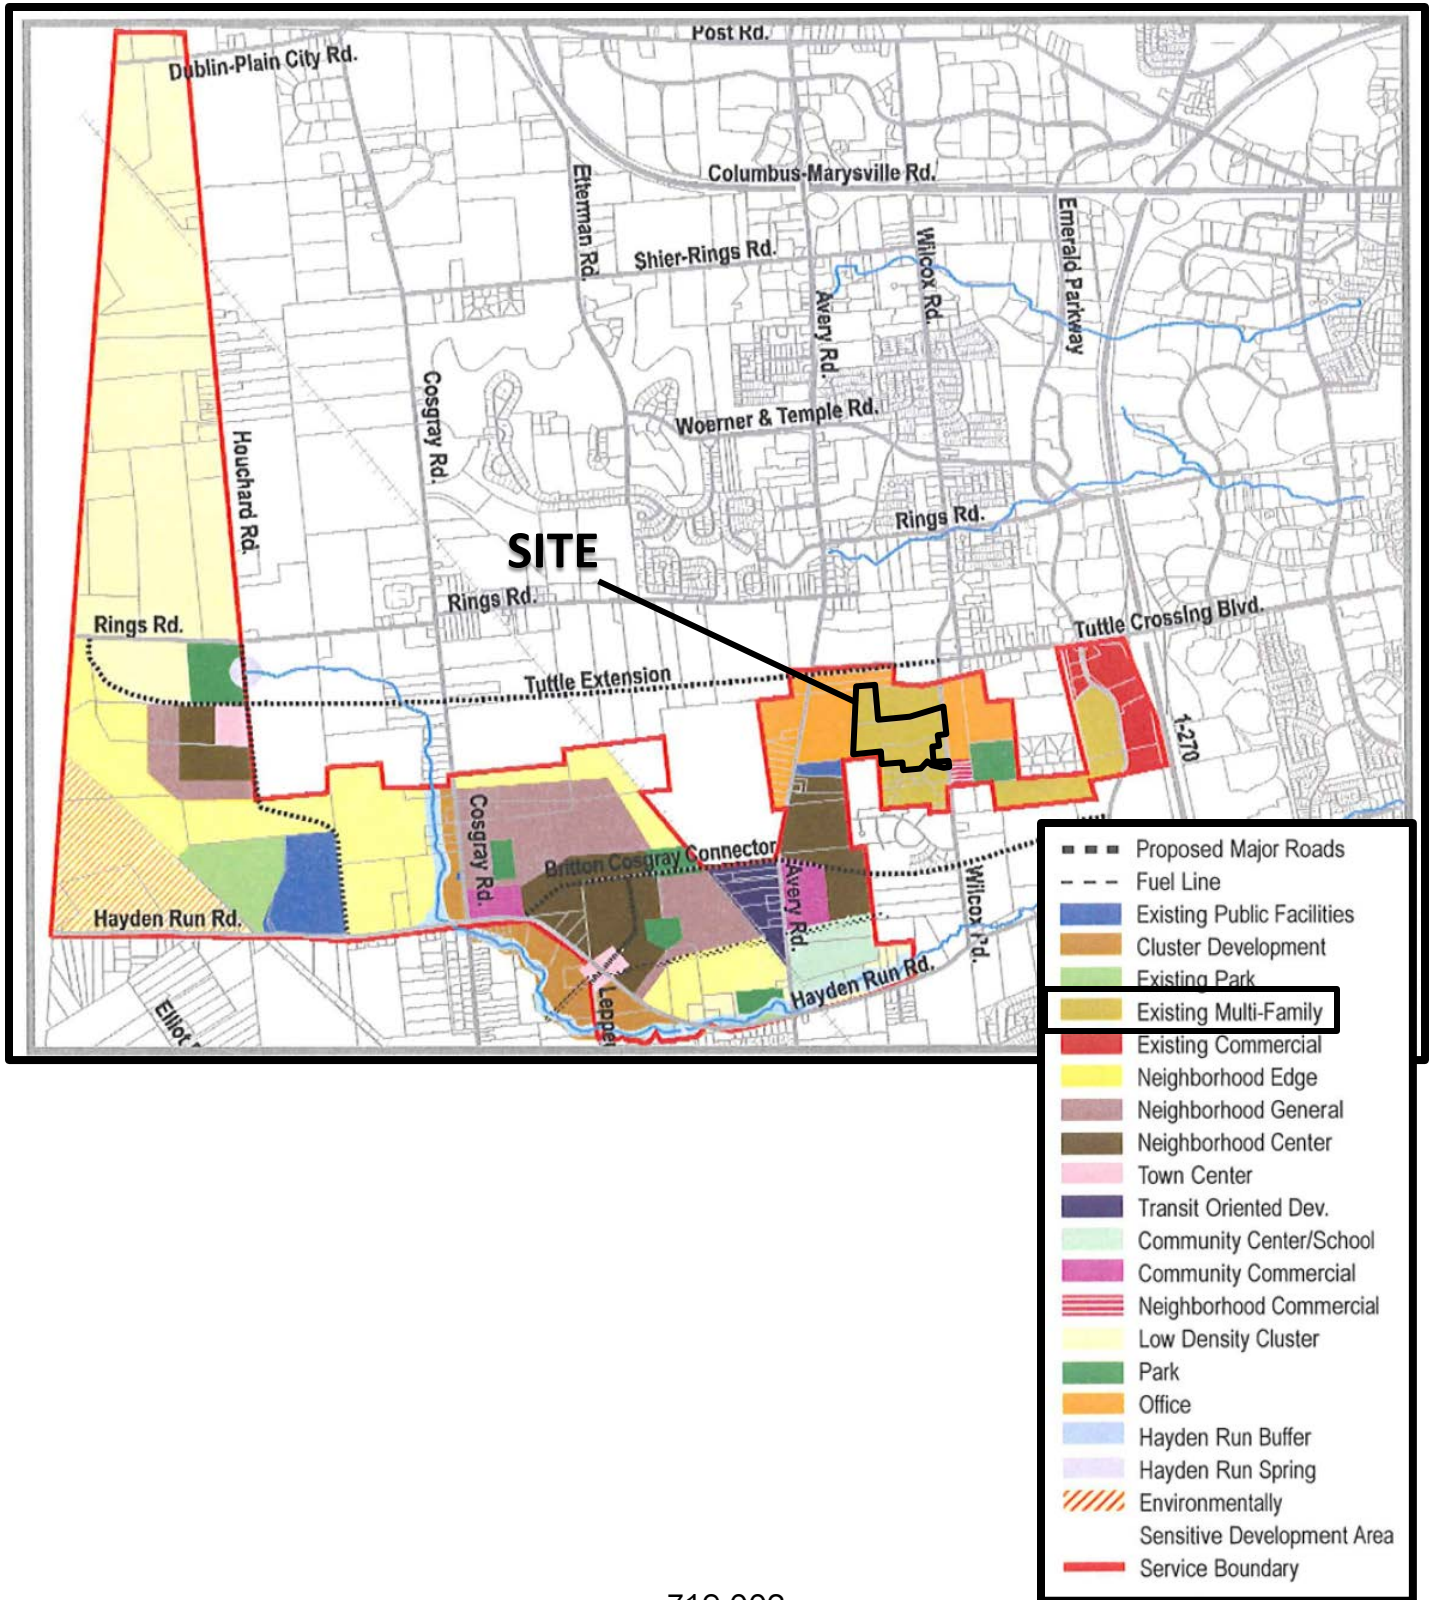 Post Rd.
Dublin-Plain City Rd.
Columbus-Marysville Rd.
Eiterman Rd.
Shier-Rings Rd.
Wilcox Rd.
Emerald Parkway
Avery Rd.
Cosgray Rd.
Woerner & Temple Rd.
Houchard Rd.
Rings Rd.
SITE
Rings Rd.
Rings Rd.
Tuttle Crossing Blvd.
Tuttle Extension
I-270
Cosgray Rd.
Britton Cosgray Connector
Avery Rd.
Wilcox Rd.
Hayden Run Rd.
Hayden Run Rd.
Elliot
Leppe
Proposed Major Roads
Fuel Line
Existing Public Facilities
Cluster Development
Existing Park
Existing Multi-Family
Existing Commercial
Neighborhood Edge
Neighborhood General
Neighborhood Center
Town Center
Transit Oriented Dev.
Community Center/School
Community Commercial
Neighborhood Commercial
Low Density Cluster
Park
Office
Hayden Run Buffer
Hayden Run Spring
Environmentally
Sensitive Development Area
Service Boundary